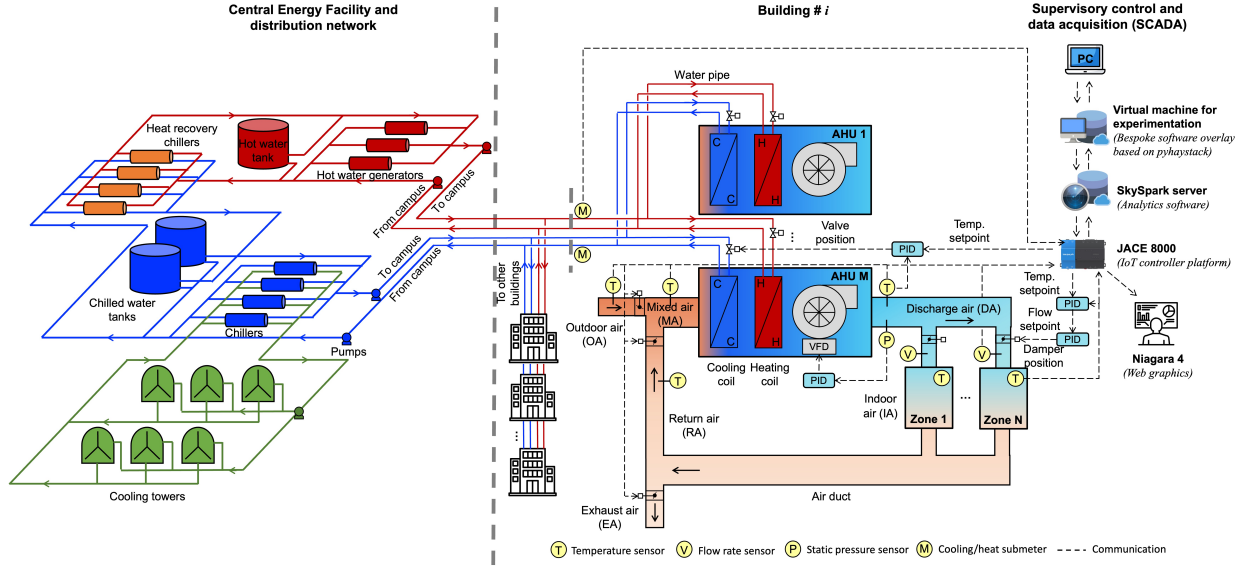 Central Energy Facility and
distribution network
Building # i
Supervisory control and
data acquisition (SCADA)
PC
Virtual machine for
experimentation
(Bespoke software overlay
based on pyhaystack)
SkySpark server
(Analytics software)
JACE 8000
(IoT controller platform)
Niagara 4
(Web graphics)
Heat recovery
chillers
Hot water
tank
Hot water generators
From campus
To campus
To campus
From campus
Chilled water
tanks
Chillers
Pumps
Cooling towers
To other
buildings
Water pipe
M
M
AHU 1
C
C
H
H
Valve
position
PID
Temp.
setpoint
AHU M
C
C
H
H
VFD
Cooling
coil
Heating
coil
PID
T
T
T
P
Outdoor air
(OA)
Mixed air
(MA)
Discharge air (DA)
Temp.
setpoint
PID
Flow
setpoint
PID
Damper
position
V
V
T
T
Indoor
air (IA)
Zone 1
...
Zone N
T
Return air
(RA)
Air duct
Exhaust air
(EA)
T Temperature sensor
V Flow rate sensor
P Static pressure sensor
M Cooling/heat submeter
Communication